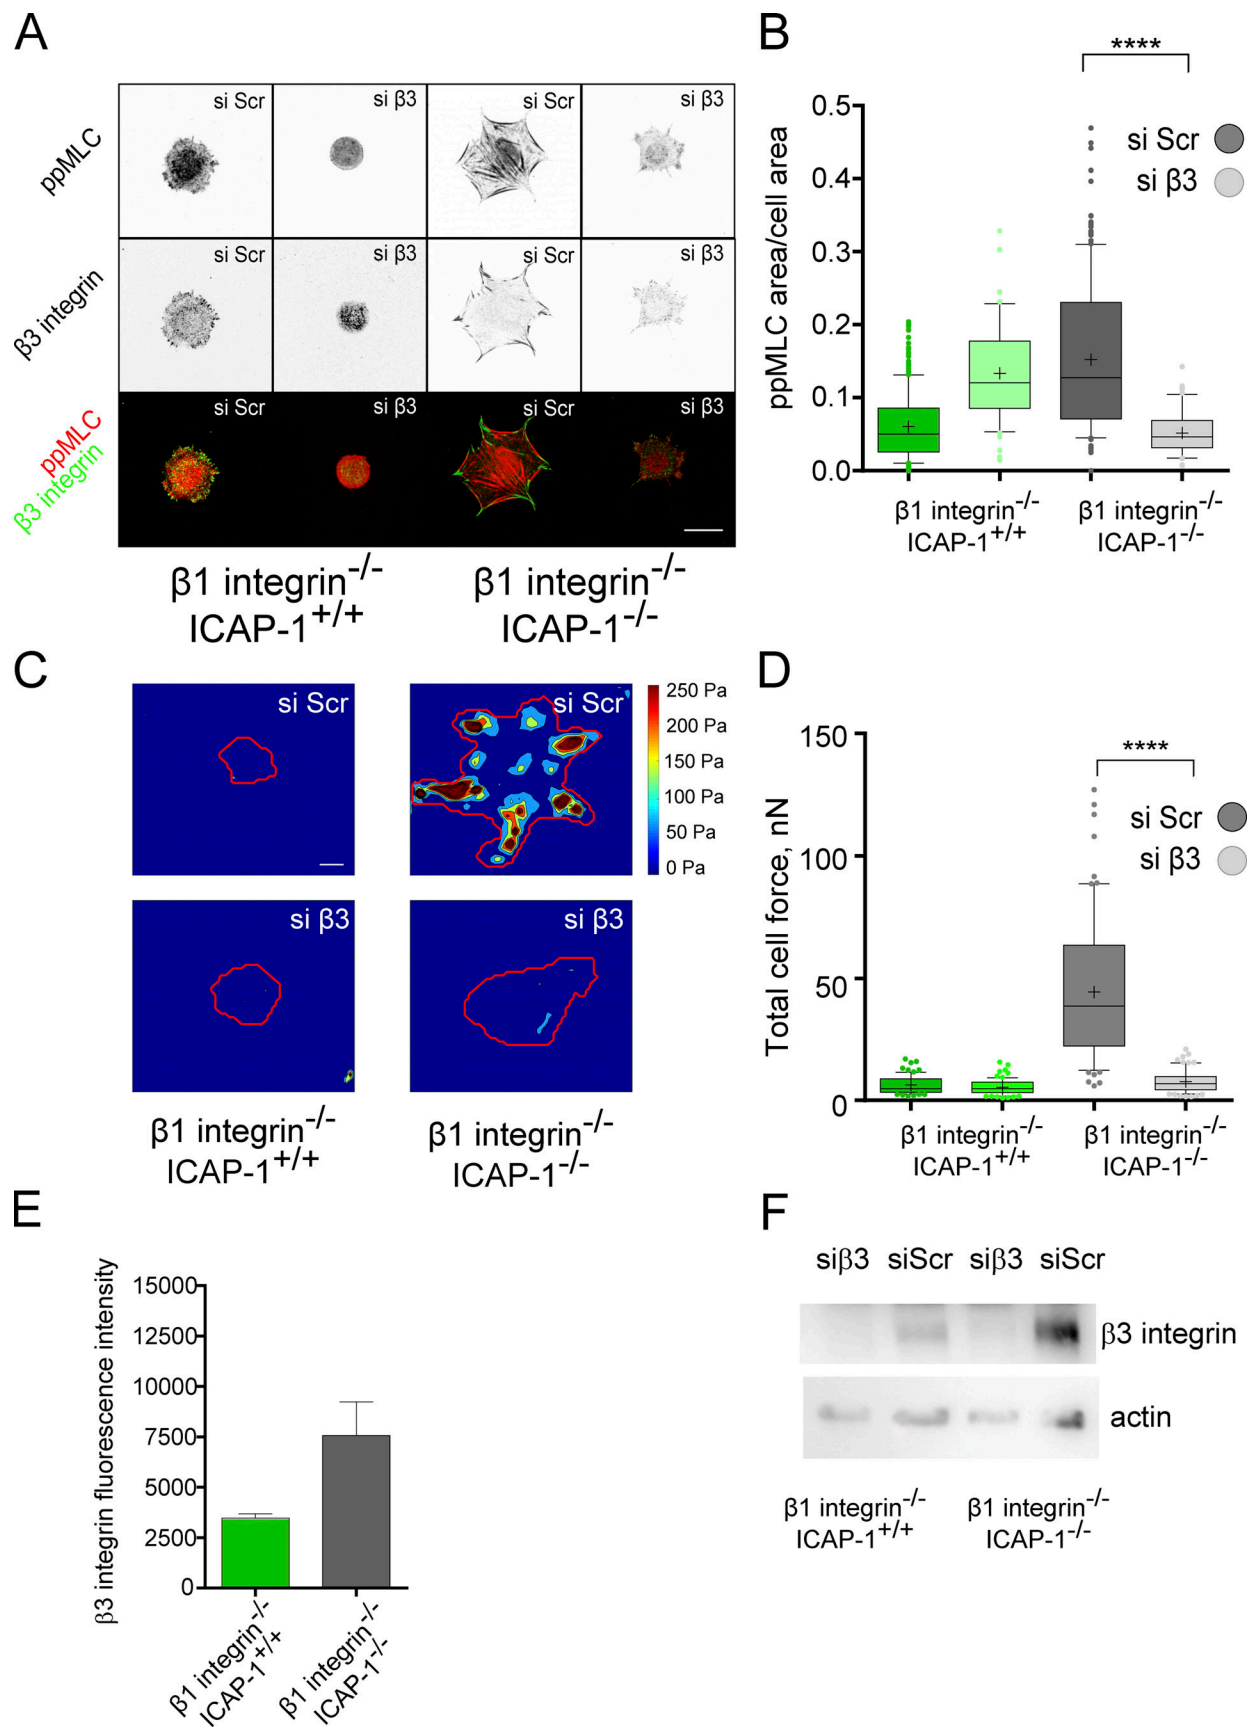 A
si Scr
si β3
si Scr
si β3
ppMLC
si Scr
si β3
si Scr
si β3
β3 integrin
si Scr
si β3
si Scr
si β3
ppMLC
β3 integrin
β1 integrin-/-
ICAP-1+/+
β1 integrin-/-
ICAP-1-/-
B
****
ppMLC area/cell area
0.5
0.4
0.3
0.2
0.1
0.0
si Scr
si β3
β1 integrin-/-
ICAP-1+/+
β1 integrin-/-
ICAP-1-/-
C
si Scr
si Scr
250 Pa
200 Pa
150 Pa
100 Pa
50 Pa
0 Pa
si β3
si β3
β1 integrin-/-
ICAP-1+/+
β1 integrin-/-
ICAP-1-/-
D
****
Total cell force, nN
150
100
50
0
si Scr
si β3
β1 integrin-/-
ICAP-1+/+
β1 integrin-/-
ICAP-1-/-
E
β3 integrin fluorescence intensity
15000
12500
10000
7500
5000
2500
0
β1 integrin-/-
ICAP-1+/+
β1 integrin-/-
ICAP-1-/-
F
siβ3 siScr siβ3 siScr
β3 integrin
actin
β1 integrin-/-
ICAP-1+/+
β1 integrin-/-
ICAP-1-/-